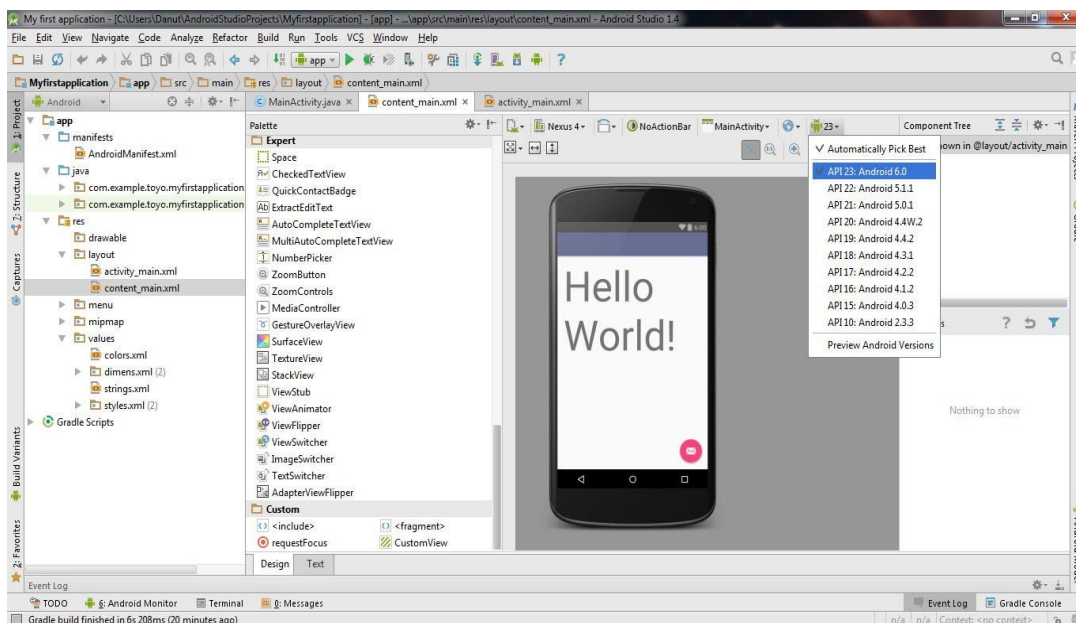 My first application - [C:\Users\Danut\AndroidStudioProjects\Myfirstapplication] - [app] - ...\app\src\main\res\layout\content_main.xml - Android Studio 1.4
File Edit View Navigate Code Analyze Refactor Build Run Tools VCS Window Help
app
Myfirstapplication app src main res layout content_main.xml
1: Project
7: Structure
Captures
Build Variants
2: Favorites
Android
app
manifests
AndroidManifest.xml
java
com.example.toyo.myfirstapplication
com.example.toyo.myfirstapplication
res
drawable
layout
activity_main.xml
content_main.xml
menu
mipmap
values
colors.xml
dimens.xml (2)
strings.xml
styles.xml (2)
Gradle Scripts
MainActivity.java content_main.xml activity_main.xml
Palette
Expert
Space
CheckedTextView
QuickContactBadge
ExtractEditText
AutoCompleteTextView
MultiAutoCompleteTextView
NumberPicker
ZoomButton
ZoomControls
MediaController
GestureOverlayView
SurfaceView
TextureView
StackView
ViewStub
ViewAnimator
ViewFlipper
ViewSwitcher
ImageSwitcher
TextSwitcher
AdapterViewFlipper
Custom
<include> <fragment>
requestFocus CustomView
Design Text
Nexus 4 NoActionBar MainActivity 23
6:00
Hello
World!
Automatically Pick Best
API 23: Android 6.0
API 22: Android 5.1.1
API 21: Android 5.0.1
API 20: Android 4.4W.2
API 19: Android 4.4.2
API 18: Android 4.3.1
API 17: Android 4.2.2
API 16: Android 4.1.2
API 15: Android 4.0.3
API 10: Android 2.3.3
Preview Android Versions
Component Tree
own in @layout/activity_main
Nothing to show
Event Log
TODO 6: Android Monitor Terminal 0: Messages Event Log Gradle Console
Gradle build finished in 6s 208ms (20 minutes ago) n/a n/a Context: <no context>